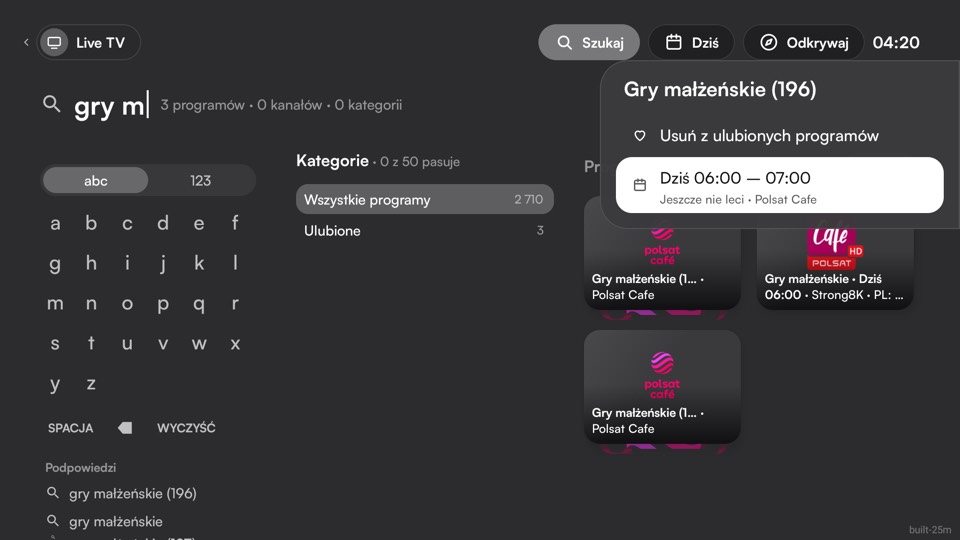 Live TV
Szukaj
Dziś
Odkrywaj
04:20
gry m
3 programów · 0 kanałów · 0 kategorii
Gry małżeńskie (196)
Usuń z ulubionych programów
Dziś 06:00 – 07:00
Jeszcze nie leci · Polsat Cafe
abc
123
a b c d e f
g h i j k l
m n o p q r
s t u v w x
y z
SPACJA
WYCZYŚĆ
Podpowiedzi
gry małżeńskie (196)
gry małżeńskie
Kategorie · 0 z 50 pasuje
Wszystkie programy 2 710
Ulubione 3
Pr
polsat
café
Gry małżeńskie (1... ·
Polsat Cafe
Café
HD
POLSAT
Gry małżeńskie · Dziś
06:00 · Strong8K · PL: ...
polsat
café
Gry małżeńskie (1... ·
Polsat Cafe
built-25m